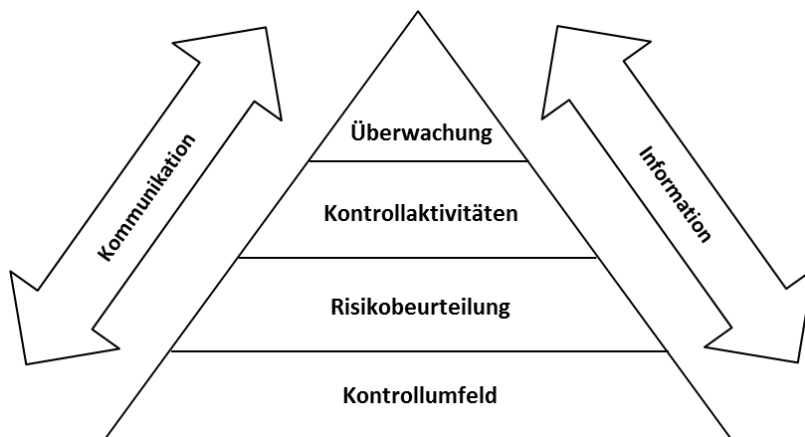 Überwachung
Kommunikation
Information
Kontrollaktivitäten
Risikobeurteilung
Kontrollumfeld